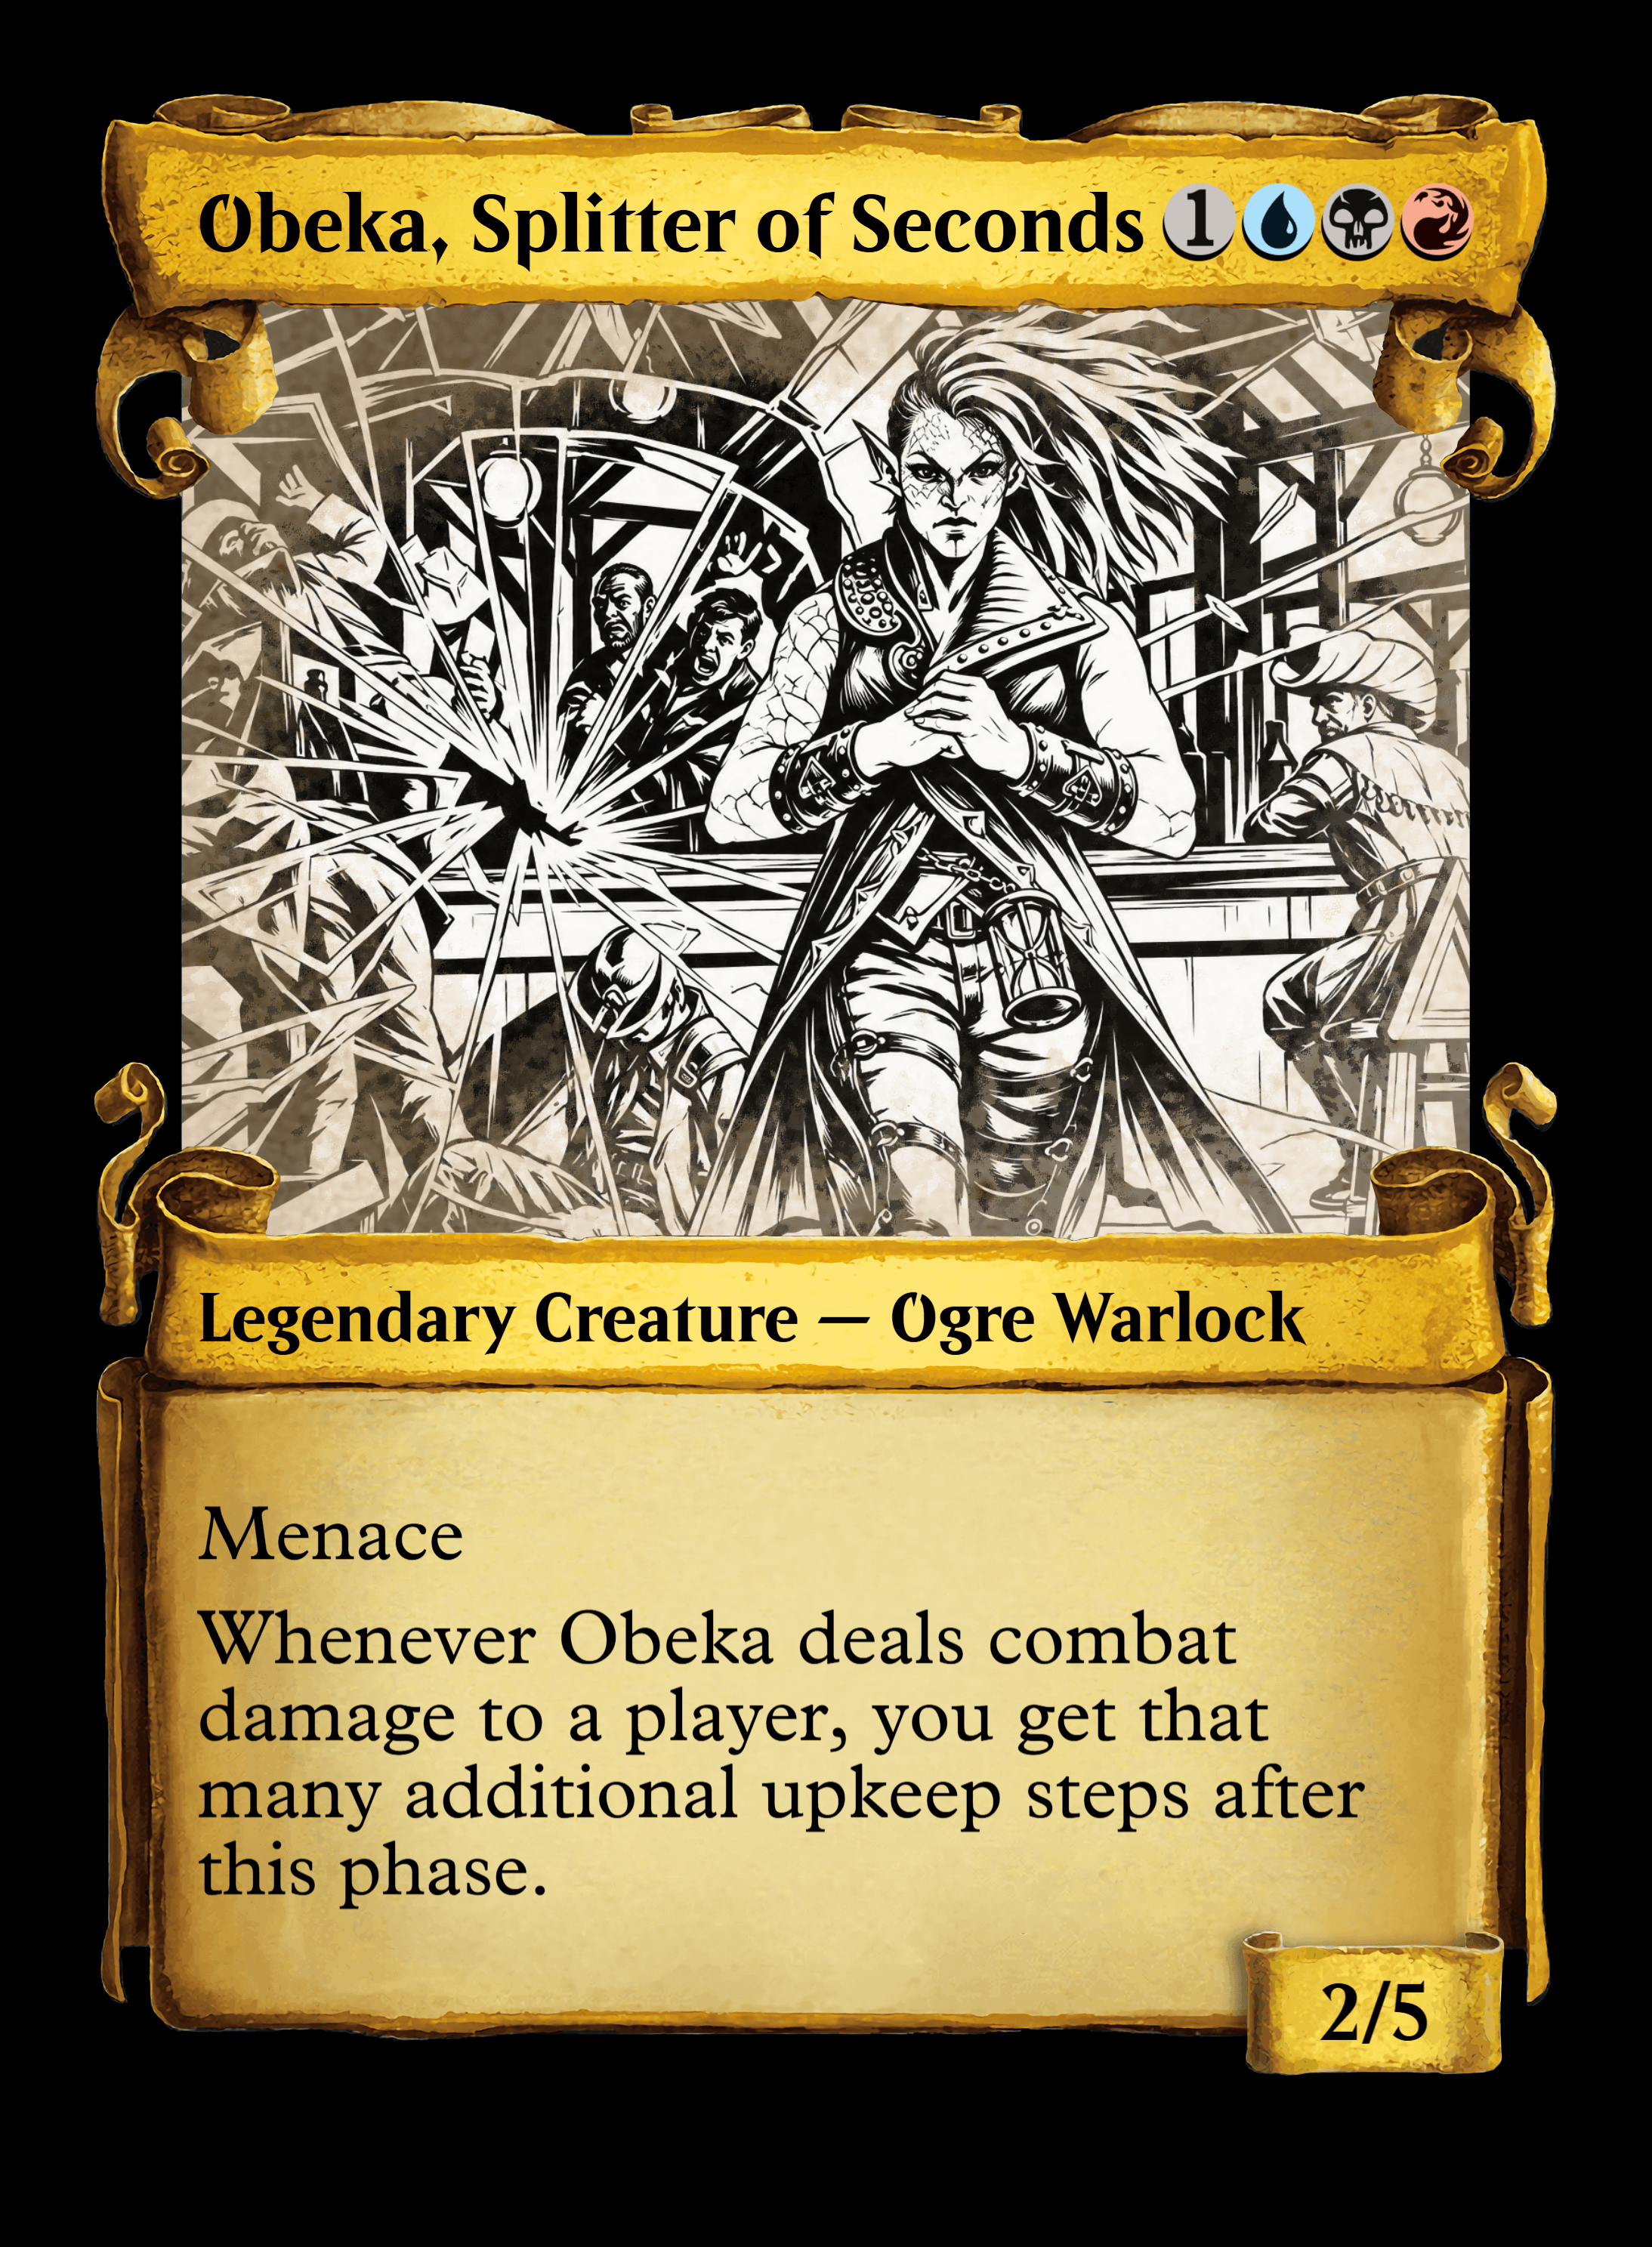 Obeka, Splitter of Seconds 1
Legendary Creature — Ogre Warlock
Menace
Whenever Obeka deals combat
damage to a player, you get that
many additional upkeep steps after
this phase.
2/5